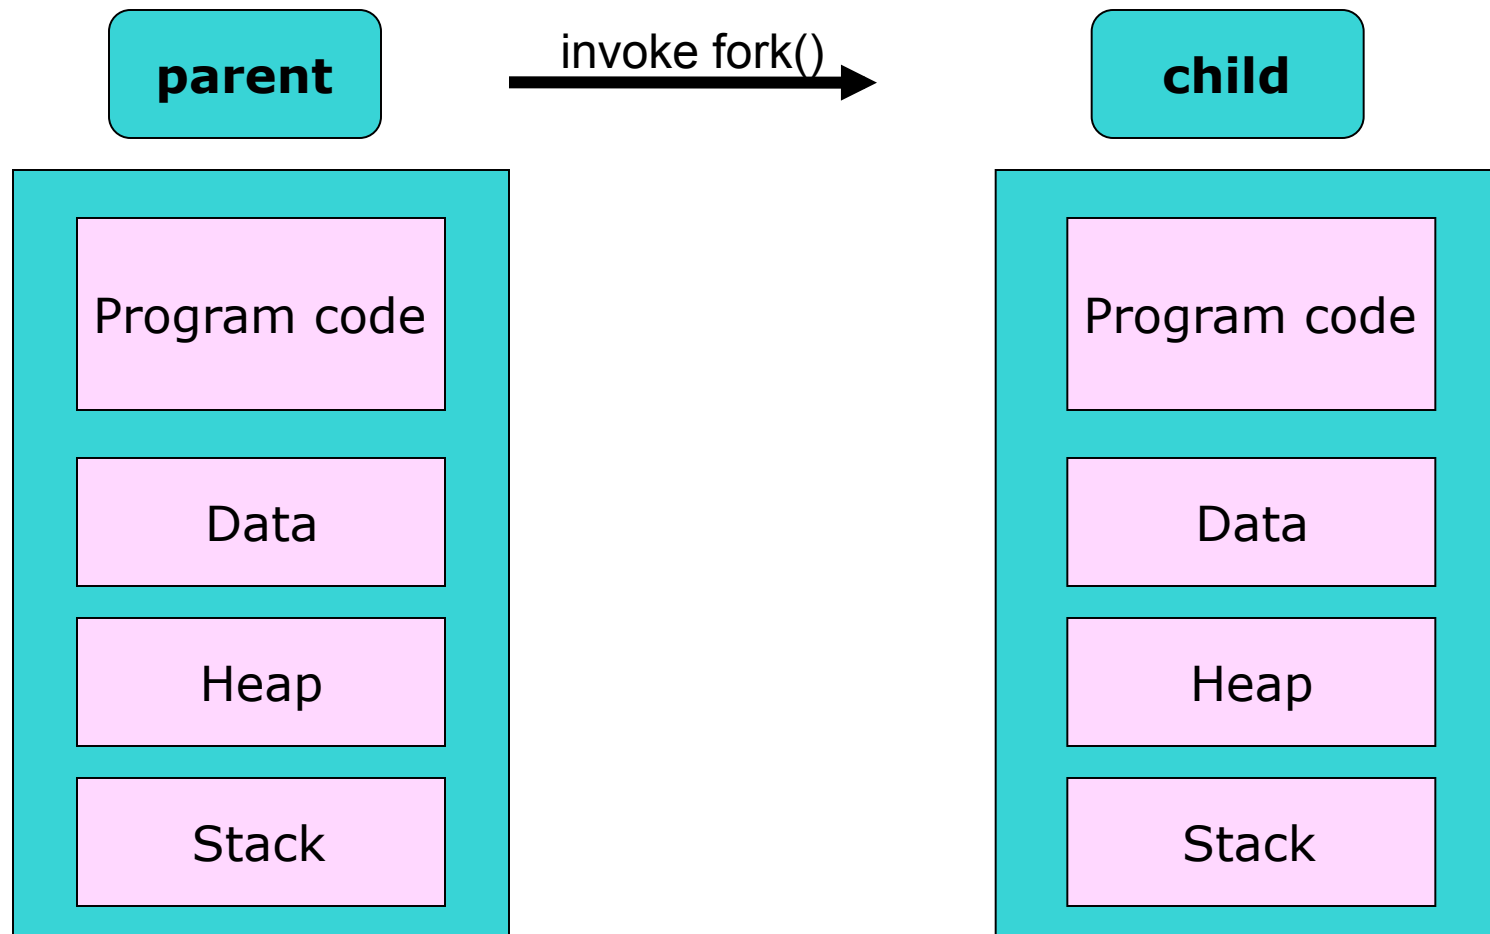 parent
invoke fork()
child
Program code
Data
Heap
Stack
Program code
Data
Heap
Stack